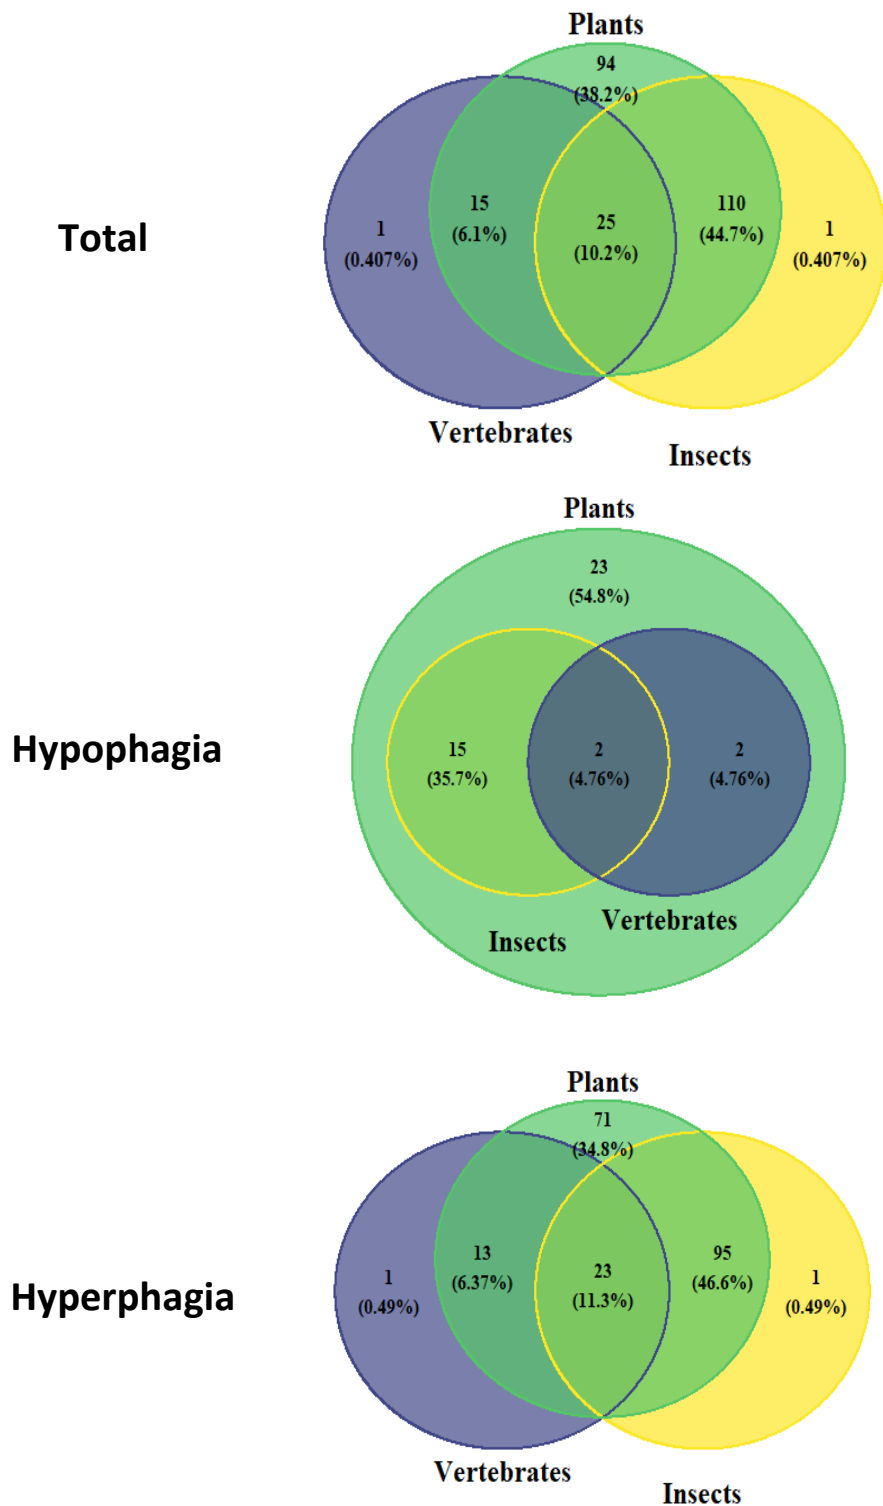 Plants
94
(38.2%)
Total
1
(0.407%)
15
(6.1%)
25
(10.2%)
110
(44.7%)
1
(0.407%)
Vertebrates
Insects
Plants
23
(54.8%)
Hypophagia
15
(35.7%)
2
(4.76%)
2
(4.76%)
Vertebrates
Insects
Plants
71
(34.8%)
Hyperphagia
1
(0.49%)
13
(6.37%)
23
(11.3%)
95
(46.6%)
1
(0.49%)
Vertebrates
Insects